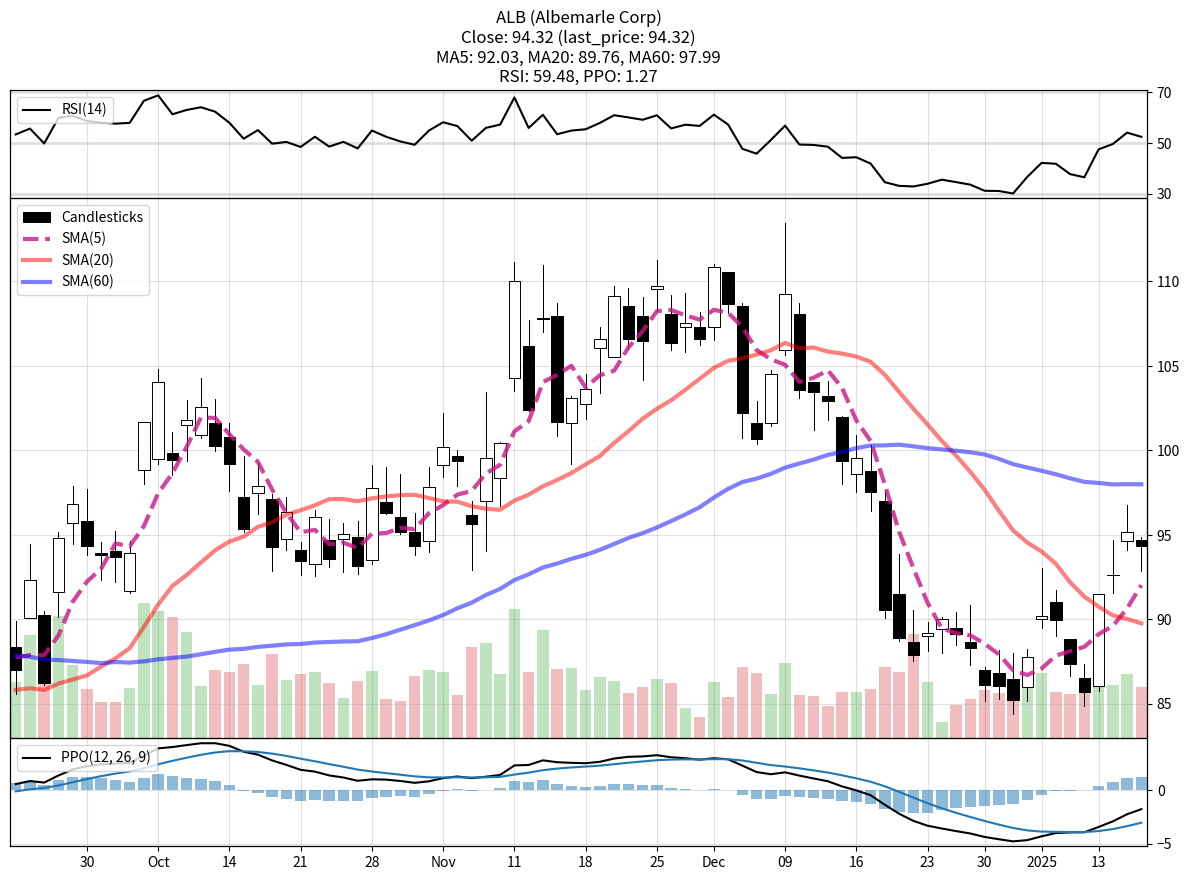 ALB (Albemarle Corp)
Close: 94.32 (last_price: 94.32)
MA5: 92.03, MA20: 89.76, MA60: 97.99
RSI: 59.48, PPO: 1.27
RSI(14)
70
50
30
Candlesticks
SMA(5)
SMA(20)
SMA(60)
110
105
100
95
90
85
PPO(12, 26, 9)
0
−5
30 Oct 14 21 28 Nov 11 18 25 Dec 09 16 23 30 2025 13